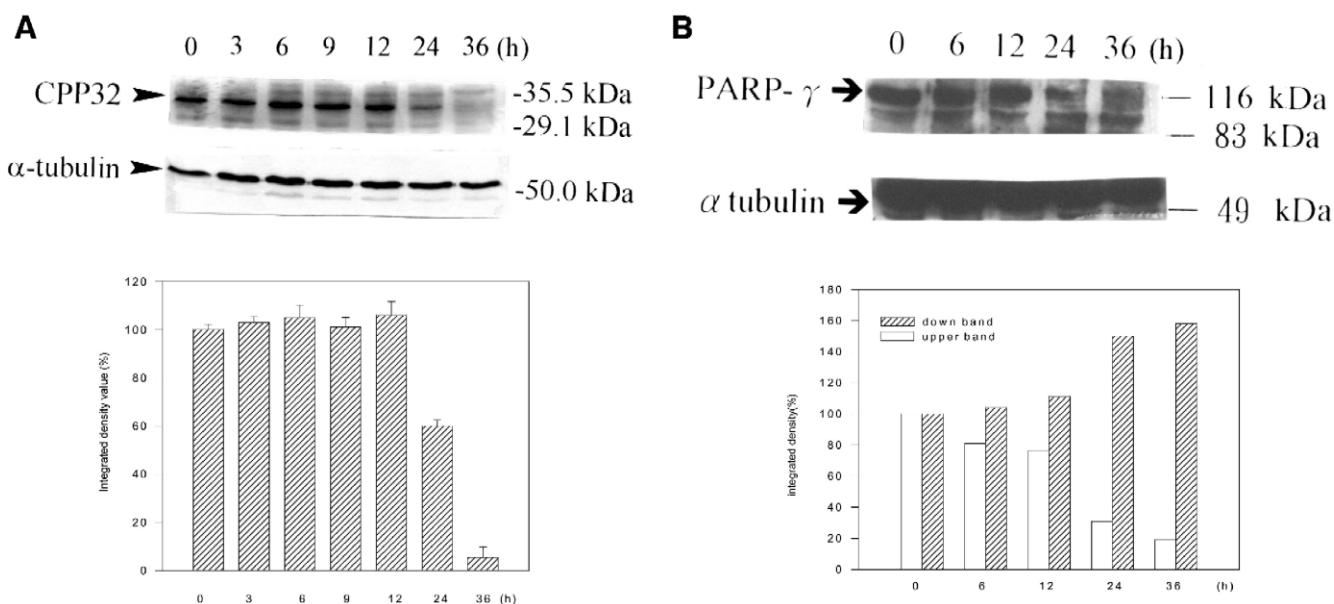 A
0 3 6 9 12 24 36 (h)
CPP32
-35.5 kDa
-29.1 kDa
α-tubulin
-50.0 kDa
120
100
80
60
40
20
0
Integrated density value (%)
0 3 6 9 12 24 36 (h)
B
0 6 12 24 36 (h)
PARP- γ
116 kDa
83 kDa
α tubulin
49 kDa
180
160
140
120
100
80
60
40
20
0
integrated density(%)
down band
upper band
0 6 12 24 36 (h)